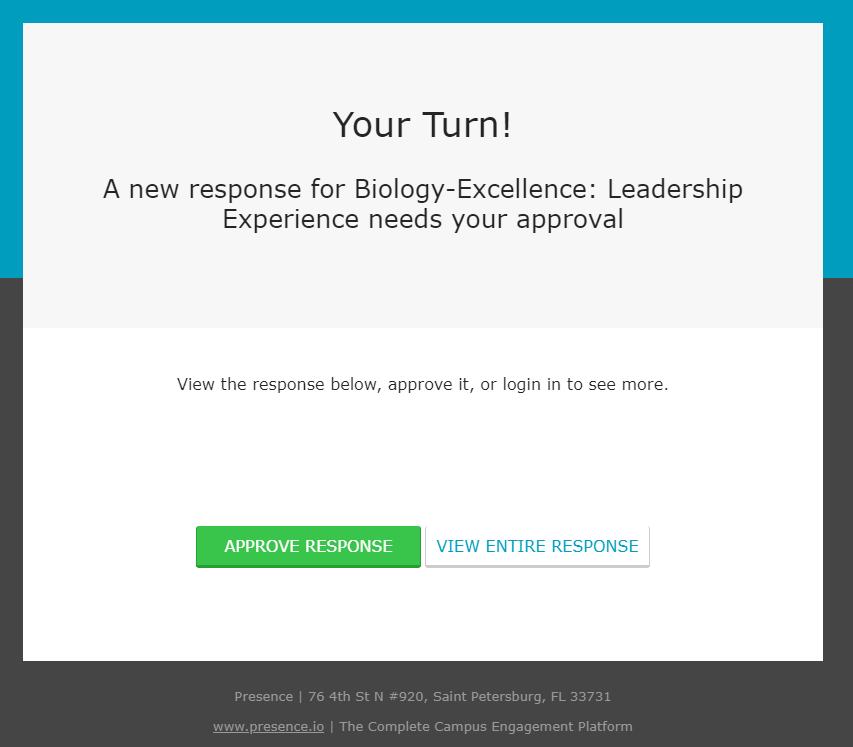 Your Turn!
A new response for Biology-Excellence: Leadership
Experience needs your approval
View the response below, approve it, or login in to see more.
APPROVE RESPONSE VIEW ENTIRE RESPONSE
Presence | 76 4th St N #920, Saint Petersburg, FL 33731
www.presence.io | The Complete Campus Engagement Platform